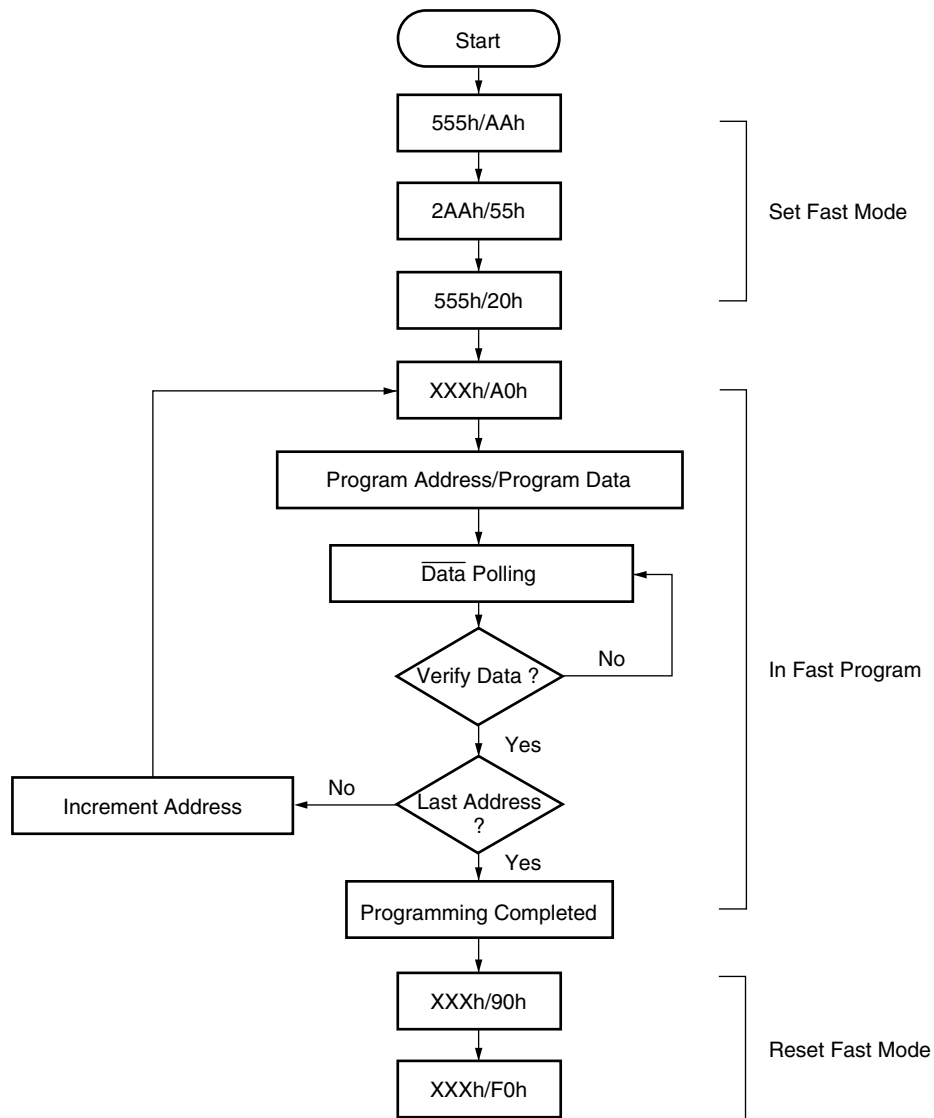 Start
555h/AAh
2AAh/55h
Set Fast Mode
555h/20h
XXXh/A0h
Program Address/Program Data
Data Polling
Verify Data ?
No
In Fast Program
Yes
Increment Address
No
Last Address
?
Yes
Programming Completed
XXXh/90h
Reset Fast Mode
XXXh/F0h